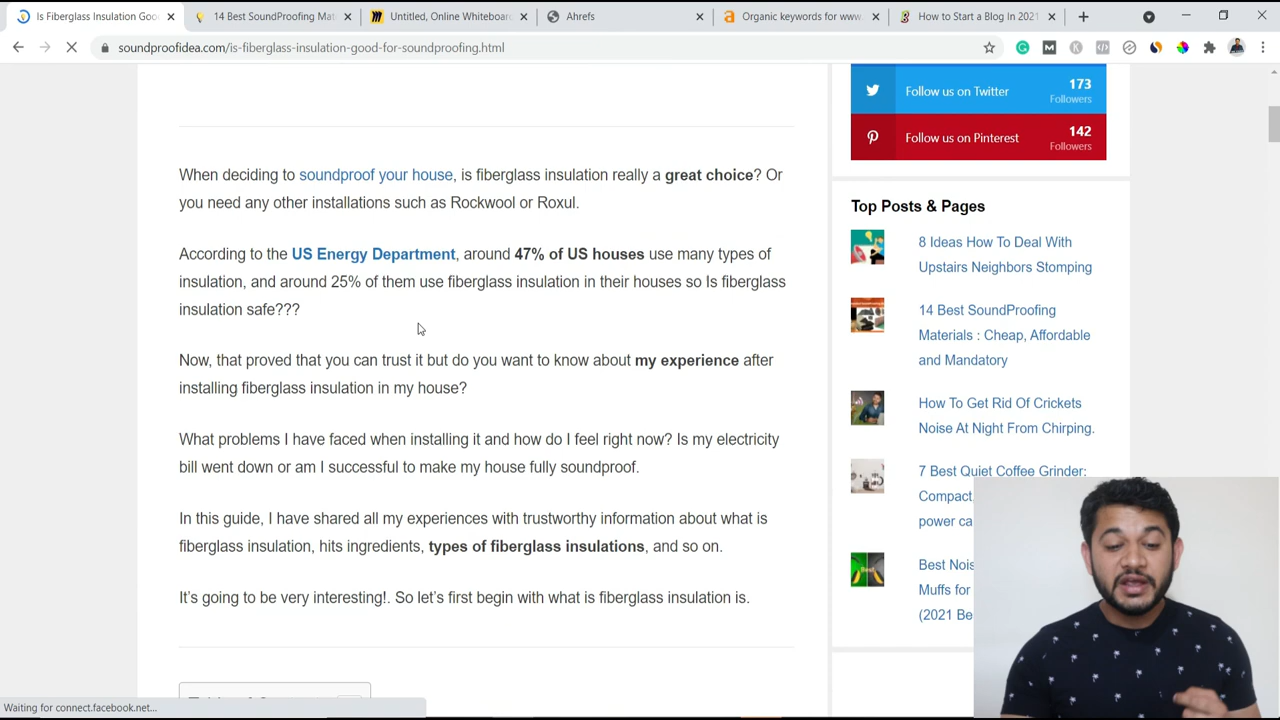 Is Fiberglass Insulation Goo
14 Best SoundProofing Mat
Untitled, Online Whiteboar
Ahrefs
Organic keywords for www.
How to Start a Blog In 2021
soundproofidea.com/is-fiberglass-insulation-good-for-soundproofing.html
Follow us on Twitter
173
Followers
Follow us on Pinterest
142
Followers
When deciding to soundproof your house, is fiberglass insulation really a great choice? Or
you need any other installations such as Rockwool or Roxul.
According to the US Energy Department, around 47% of US houses use many types of
insulation, and around 25% of them use fiberglass insulation in their houses so Is fiberglass
insulation safe???
Now, that proved that you can trust it but do you want to know about my experience after
installing fiberglass insulation in my house?
What problems I have faced when installing it and how do I feel right now? Is my electricity
bill went down or am I successful to make my house fully soundproof.
In this guide, I have shared all my experiences with trustworthy information about what is
fiberglass insulation, hits ingredients, types of fiberglass insulations, and so on.
It's going to be very interesting!. So let's first begin with what is fiberglass insulation is.
Top Posts & Pages
8 Ideas How To Deal With
Upstairs Neighbors Stomping
14 Best SoundProofing
Materials : Cheap, Affordable
and Mandatory
How To Get Rid Of Crickets
Noise At Night From Chirping.
7 Best Quiet Coffee Grinder:
Compact
power ca
Best Nois
Muffs for
(2021 Be
Waiting for connect.facebook.net...